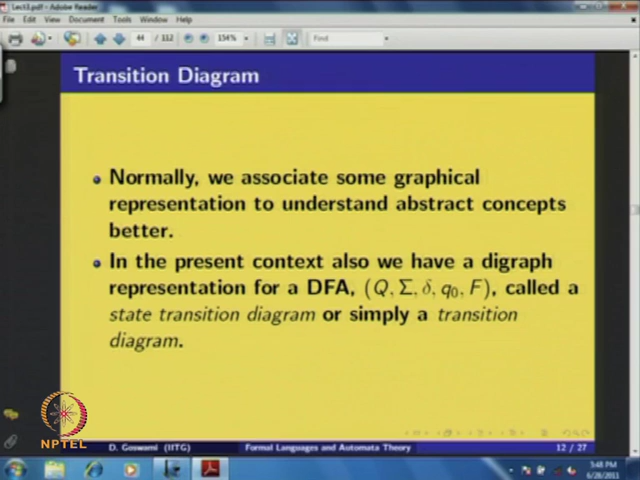 Lect3.pdf - Adobe Reader
File Edit View Document Tools Window Help
44 / 112 154% Find
Transition Diagram
Normally, we associate some graphical
representation to understand abstract concepts
better.
In the present context also we have a digraph
representation for a DFA, (Q, Σ, δ, q₀, F), called a
state transition diagram or simply a transition
diagram.
NPTEL
D. Goswami (IITG) Formal Languages and Automata Theory 12 / 27
3:48 PM
6/28/2011